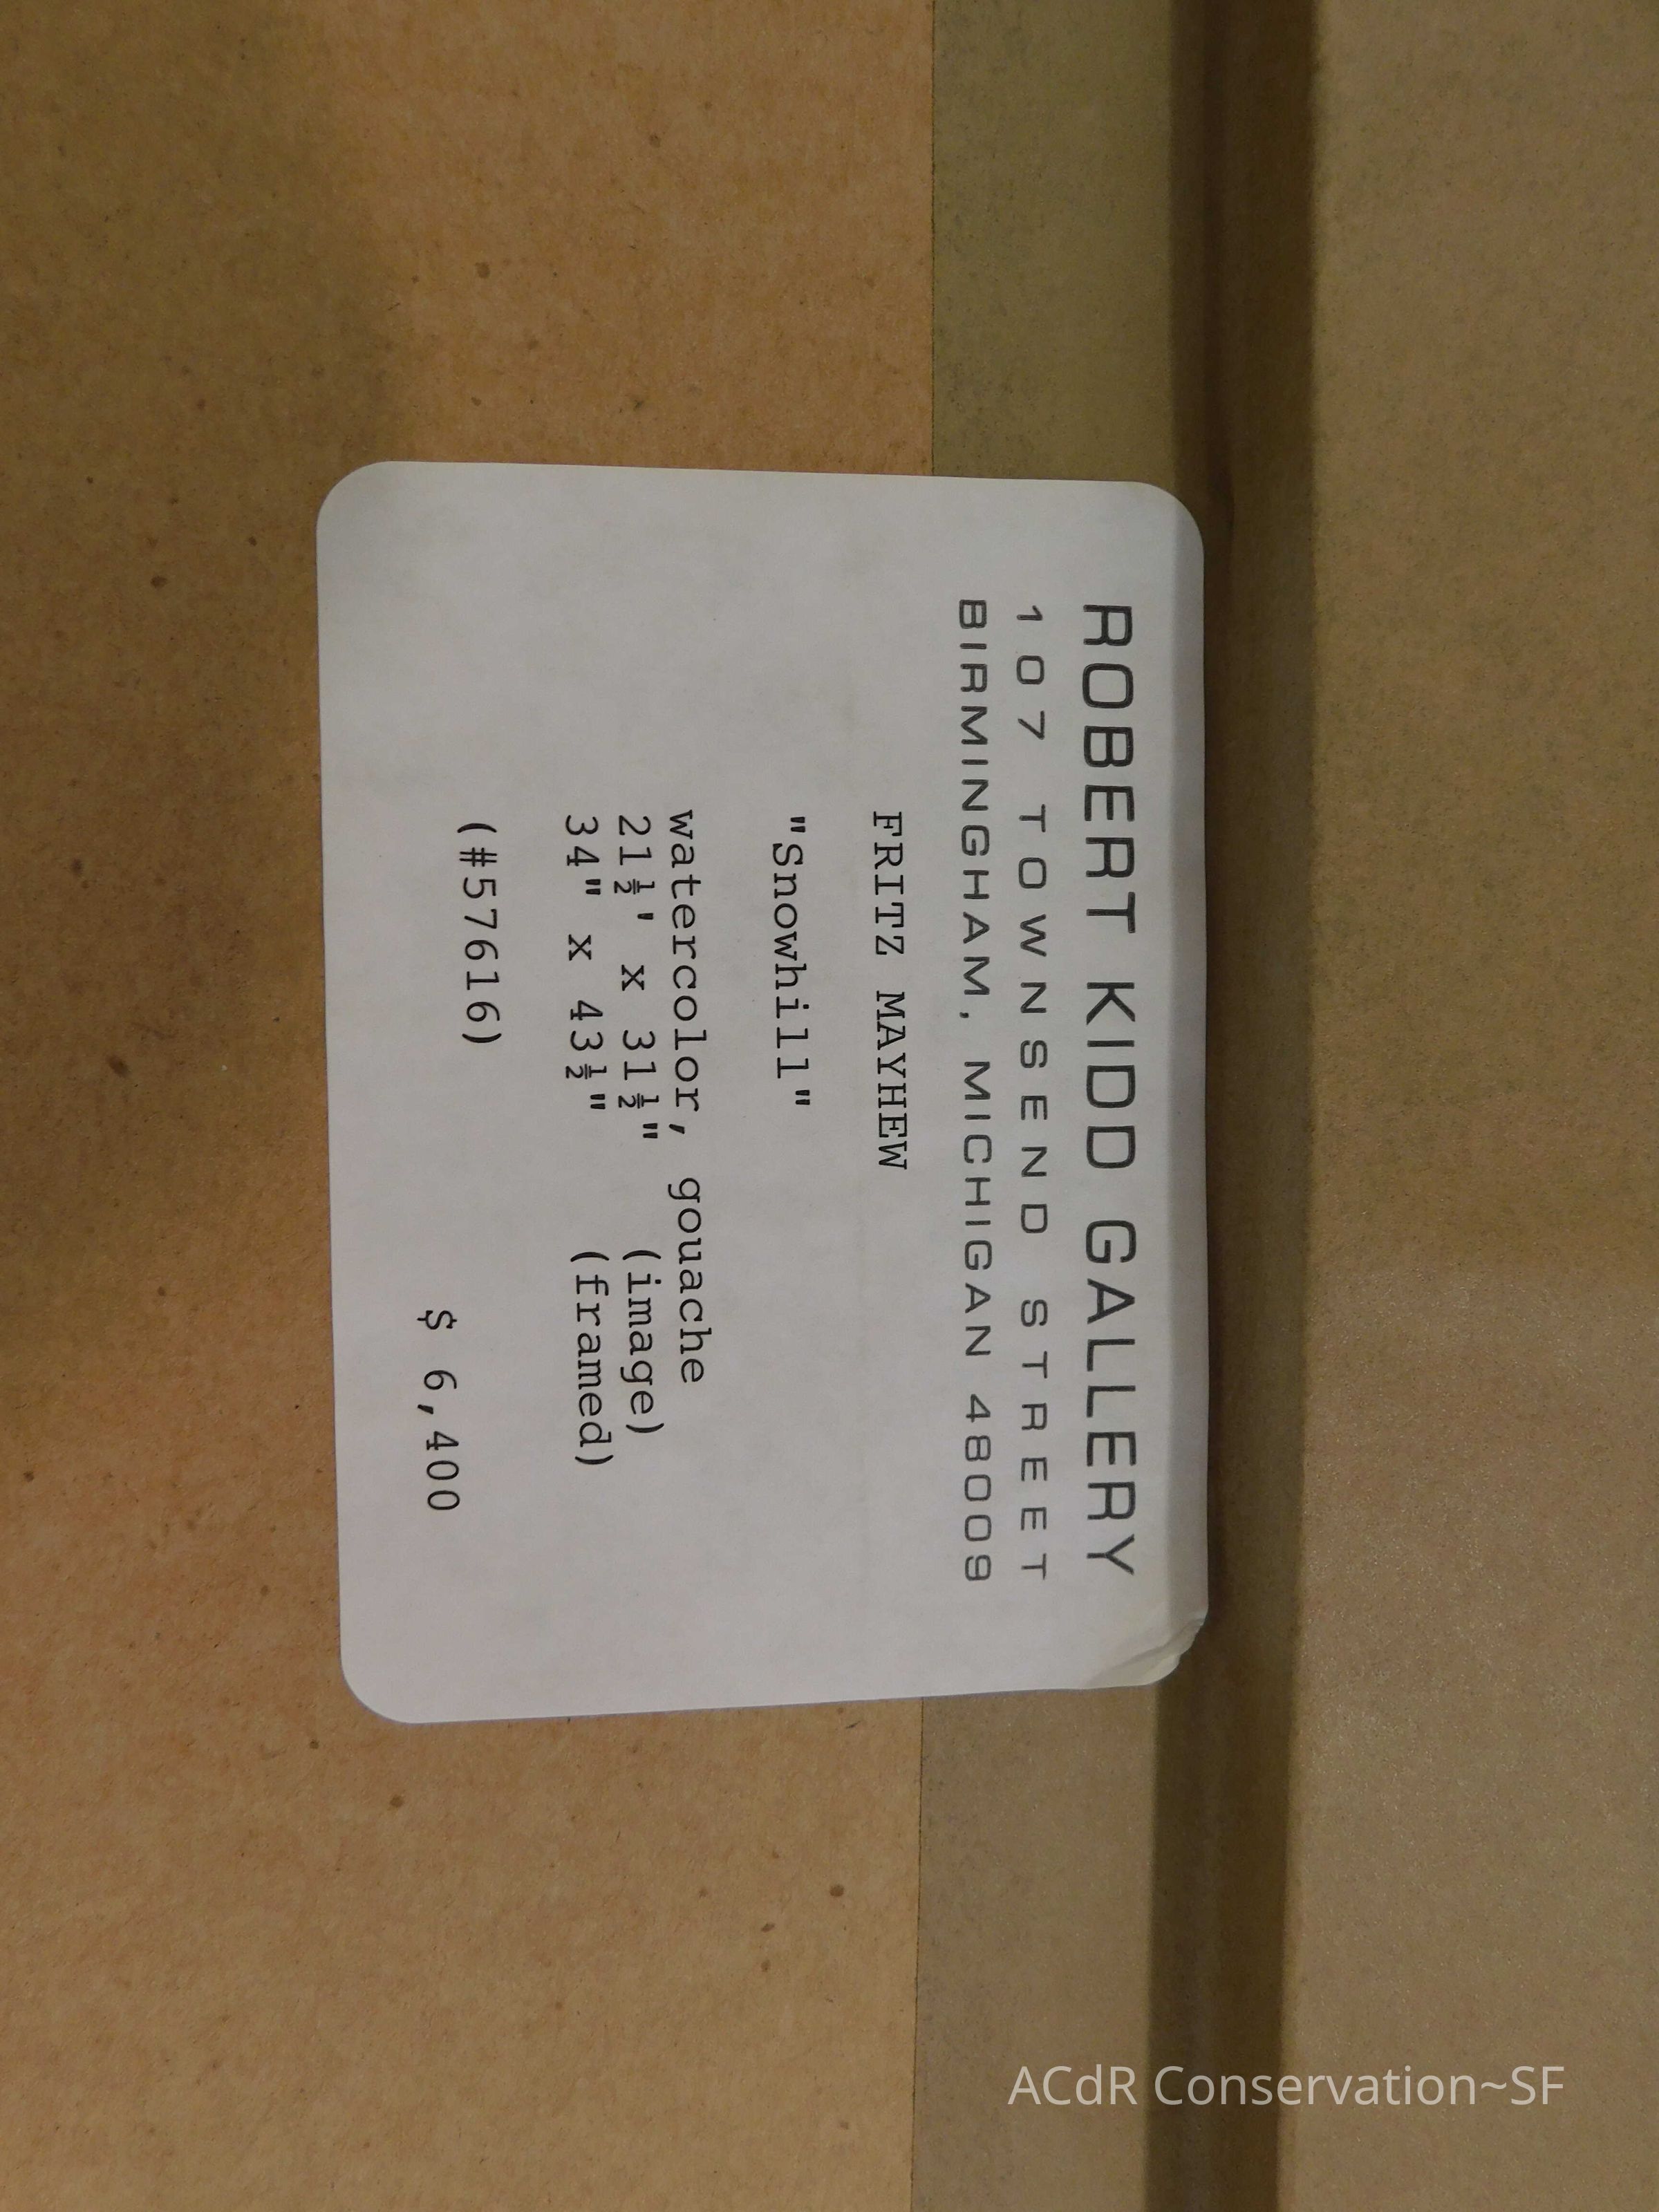 ROBERT KIDD GALLERY
107 TOWNSEND STREET
BIRMINGHAM, MICHIGAN 48009
FRITZ MAYHEW
"Snowhill"
watercolor, gouache
21½' x 31½" (image)
34" x 43½" (framed)
(#57616)
$ 6,400
ACdR Conservation~SF